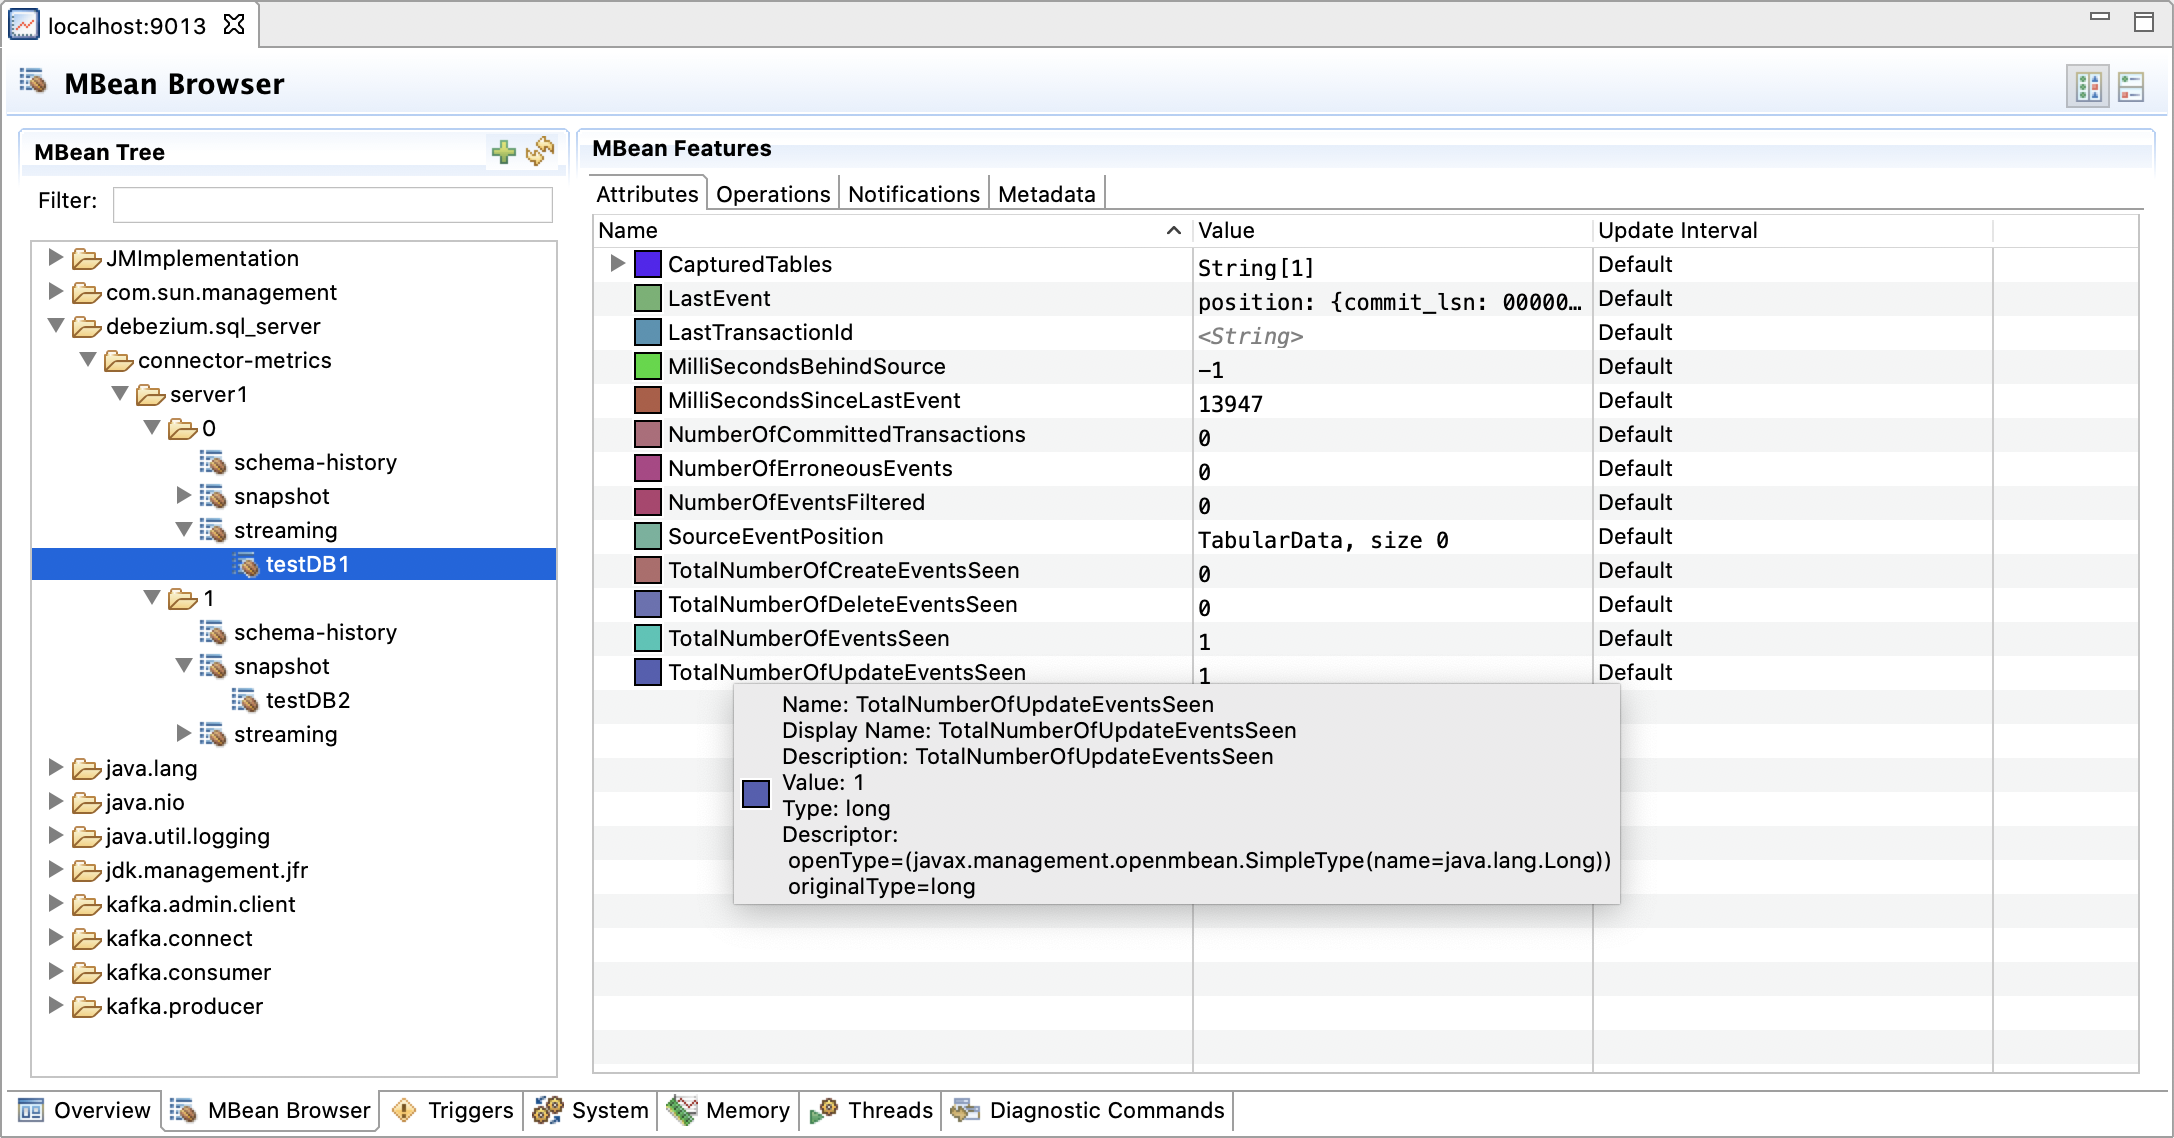 localhost:9013
MBean Browser
MBean Tree
Filter:
JMImplementation
com.sun.management
debezium.sql_server
connector-metrics
server1
0
schema-history
snapshot
streaming
testDB1
1
schema-history
snapshot
testDB2
streaming
java.lang
java.nio
java.util.logging
jdk.management.jfr
kafka.admin.client
kafka.connect
kafka.consumer
kafka.producer
MBean Features
Attributes Operations Notifications Metadata
Name Value Update Interval
CapturedTables String[1] Default
LastEvent position: {commit_lsn: 00000… Default
LastTransactionId <String> Default
MilliSecondsBehindSource -1 Default
MilliSecondsSinceLastEvent 13947 Default
NumberOfCommittedTransactions 0 Default
NumberOfErroneousEvents 0 Default
NumberOfEventsFiltered 0 Default
SourceEventPosition TabularData, size 0 Default
TotalNumberOfCreateEventsSeen 0 Default
TotalNumberOfDeleteEventsSeen 0 Default
TotalNumberOfEventsSeen 1 Default
TotalNumberOfUpdateEventsSeen 1 Default
Name: TotalNumberOfUpdateEventsSeen
Display Name: TotalNumberOfUpdateEventsSeen
Description: TotalNumberOfUpdateEventsSeen
Value: 1
Type: long
Descriptor:
openType=(javax.management.openmbean.SimpleType(name=java.lang.Long))
originalType=long
Overview MBean Browser Triggers System Memory Threads Diagnostic Commands